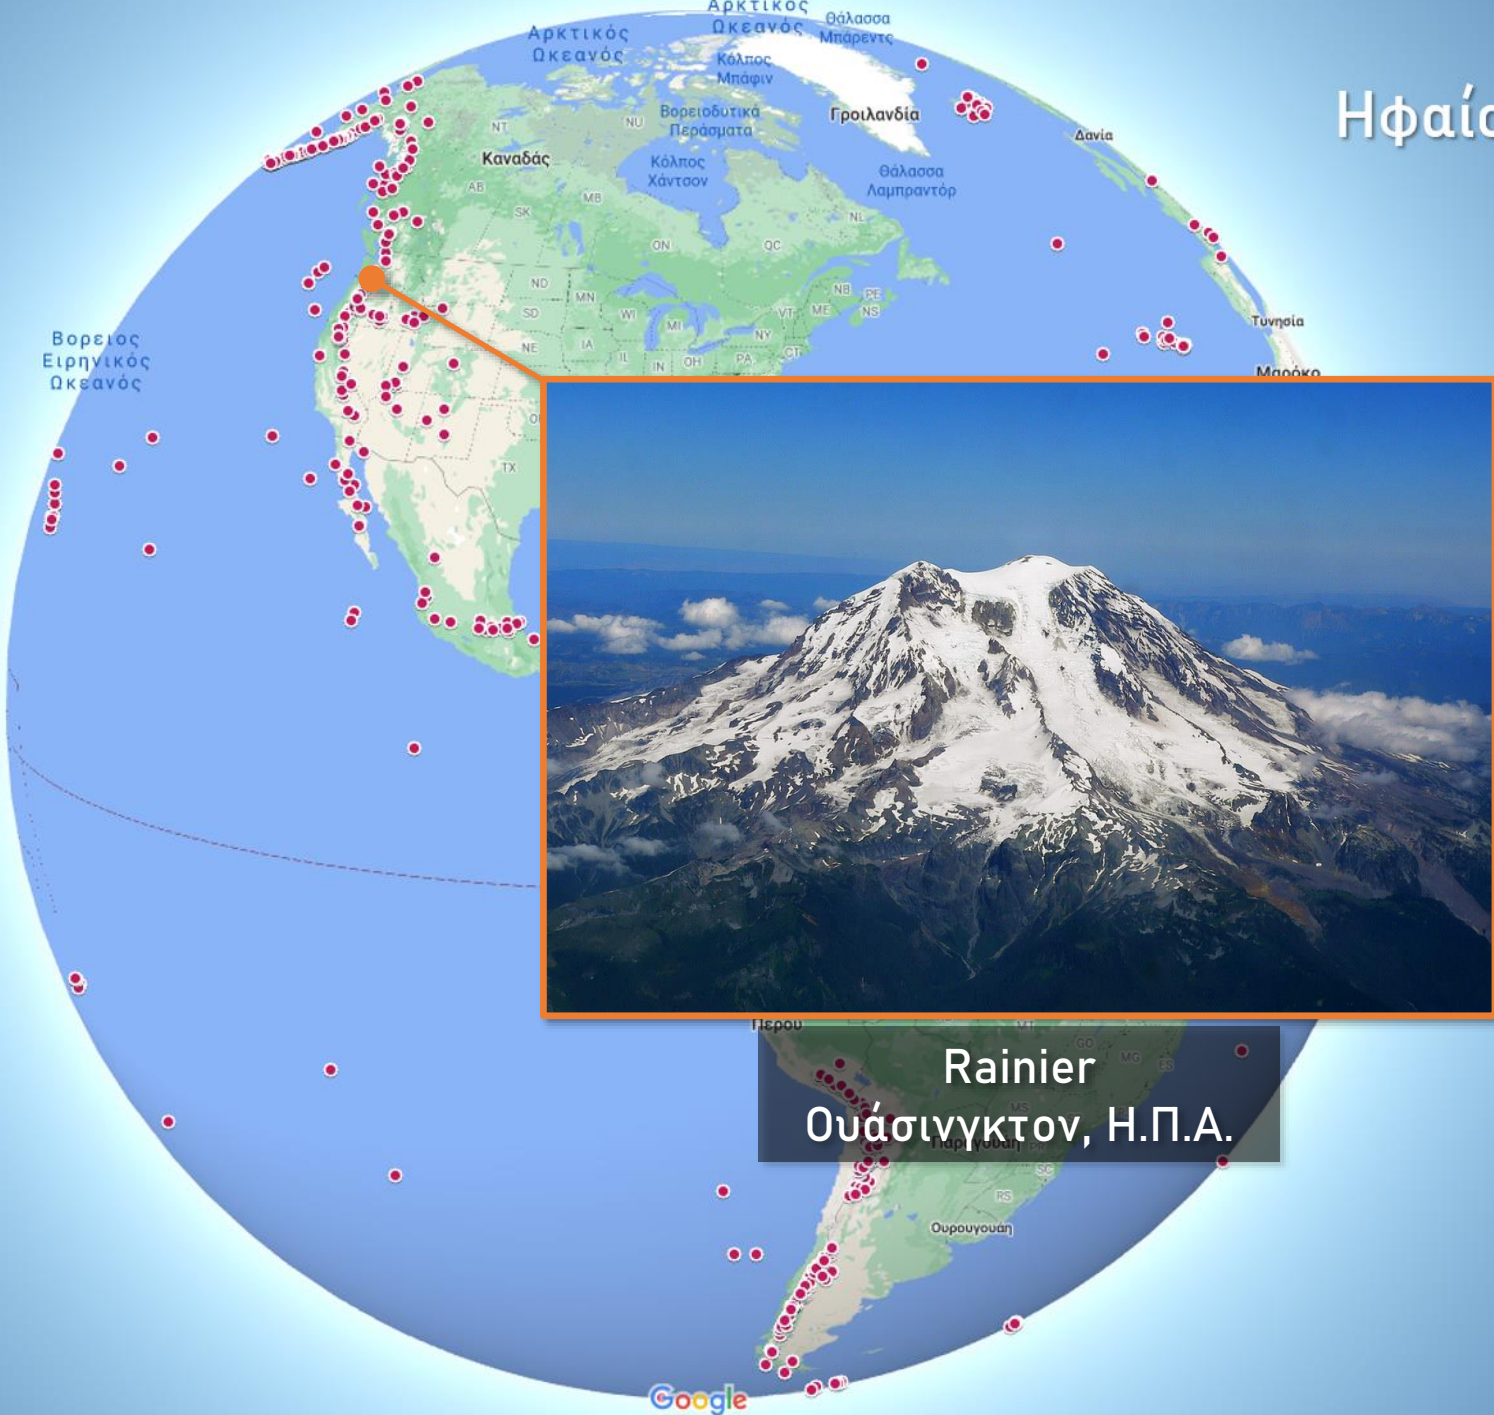 Αρκτικός
Ωκεανός
Αρκτικός
Ωκεανός
Θάλασσα
Μπάρεντς
Κόλπος
Μπάφιν
Βορειοδυτικά
Περάσματα
Γροιλανδία
Ηφαίσ
Δανία
NT
NU
Καναδάς
Κόλπος
Χάντσον
Θάλασσα
Λαμπραντόρ
AB
SK
MB
ON
QC
NL
ND
MN
SD
WI
MI
NB
PE
VT
ME
NS
NY
NE
IA
IL
IN
OH
PA
CT
Τυνησία
Μαρόκο
Βορειος
Ειρηνικός
Ωκεανός
TX
Περού
MT
GO
MG
ES
Rainier
Ουάσινγκτον, Η.Π.Α.
MS
Παραγουάη
PR
SC
RS
Ουρουγουάη
Google